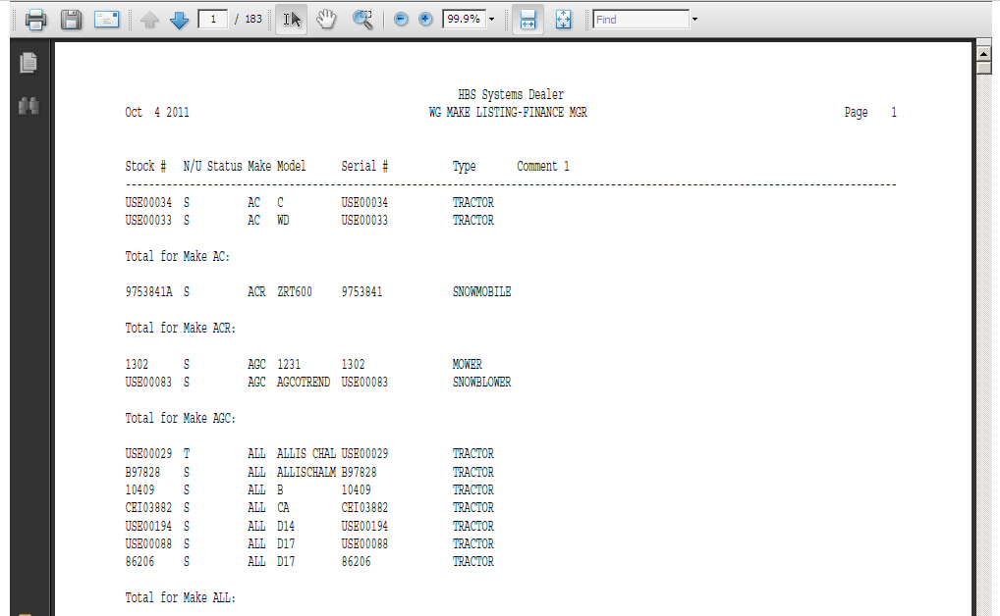 1 / 183 99.9% Find
HBS Systems Dealer
Oct 4 2011 WG MAKE LISTING-FINANCE MGR Page 1
Stock # N/U Status Make Model Serial # Type Comment 1
USE00034 S AC C USE00034 TRACTOR
USE00033 S AC WD USE00033 TRACTOR
Total for Make AC:
9753841A S ACR ZRT600 9753841 SNOWMOBILE
Total for Make ACR:
1302 S AGC 1231 1302 MOWER
USE00083 S AGC AGCOTREND USE00083 SNOWBLOWER
Total for Make AGC:
USE00029 T ALL ALLIS CHAL USE00029 TRACTOR
B97828 S ALL ALLISCHALM B97828 TRACTOR
10409 S ALL B 10409 TRACTOR
CEI03882 S ALL CA CEI03882 TRACTOR
USE00194 S ALL D14 USE00194 TRACTOR
USE00088 S ALL D17 USE00088 TRACTOR
86206 S ALL D17 86206 TRACTOR
Total for Make ALL: